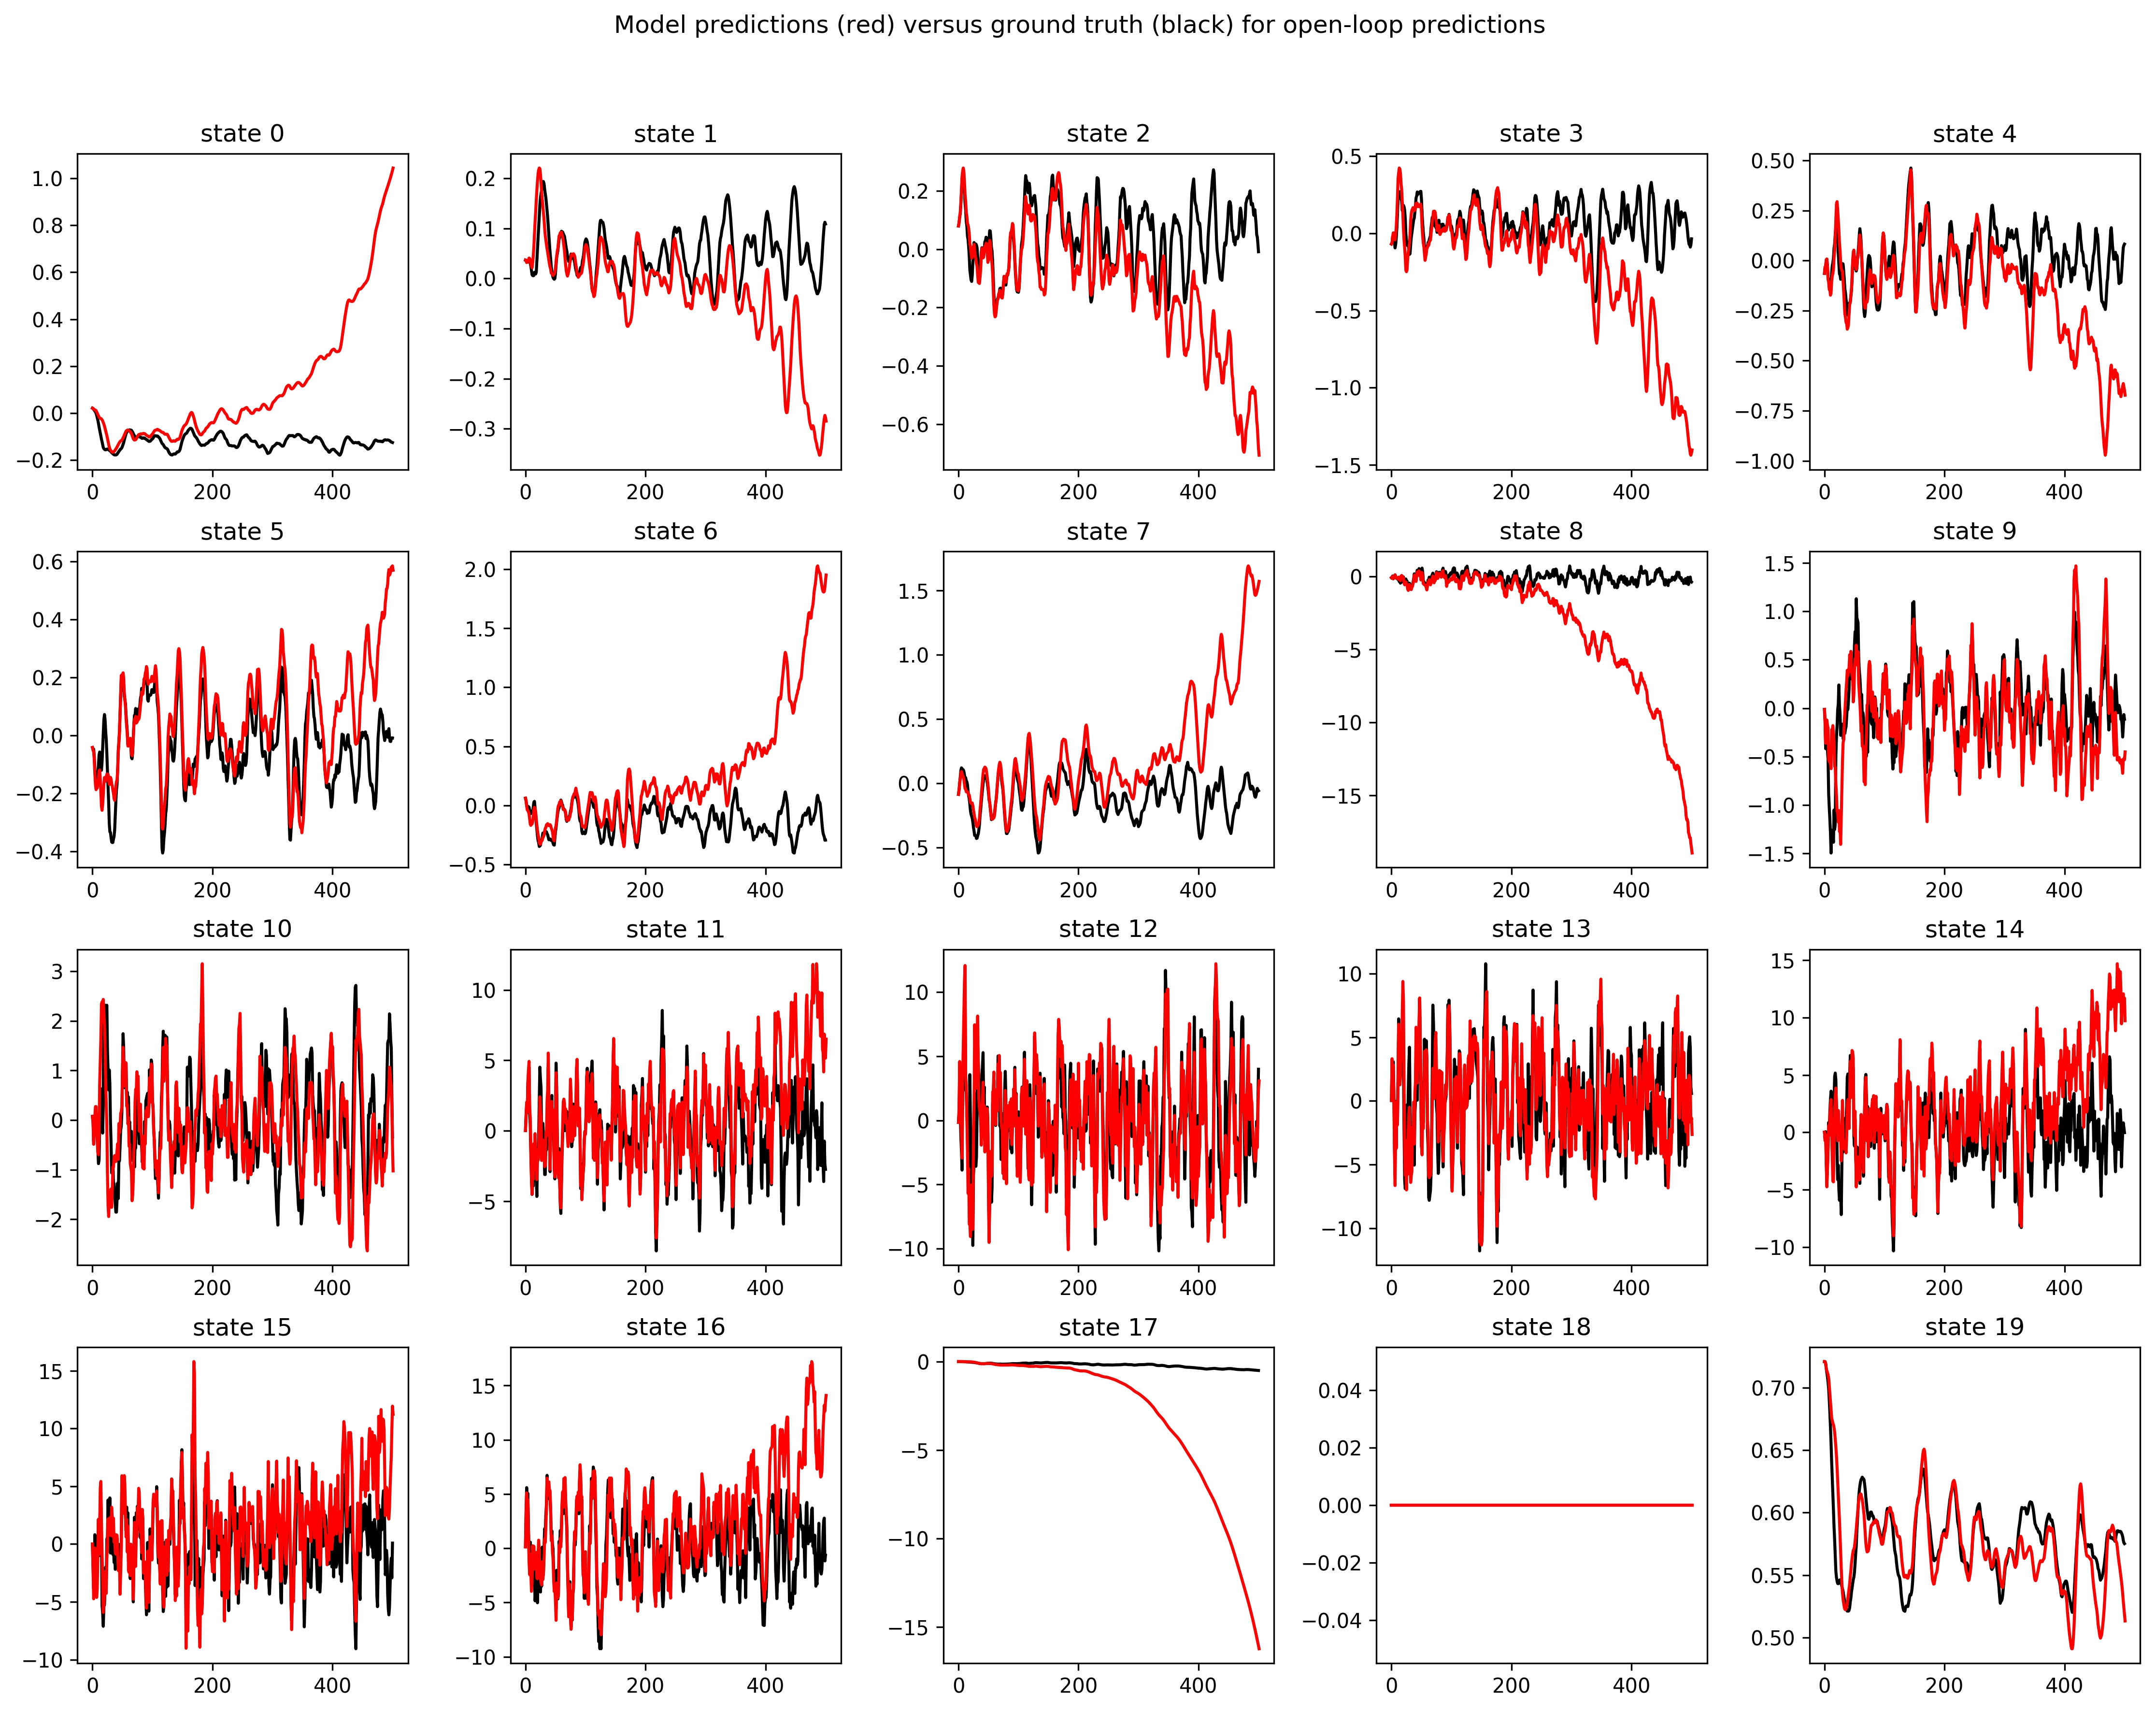 Model predictions (red) versus ground truth (black) for open-loop predictions
state 0 state 1 state 2 state 3 state 4
1.0 0.8 0.6 0.4 0.2 0.0 −0.2 0 200 400
0.2 0.1 0.0 −0.1 −0.2 −0.3 0 200 400
0.2 0.0 −0.2 −0.4 −0.6 0 200 400
0.5 0.0 −0.5 −1.0 −1.5 0 200 400
0.50 0.25 0.00 −0.25 −0.50 −0.75 −1.00 0 200 400
state 5 state 6 state 7 state 8 state 9
0.6 0.4 0.2 0.0 −0.2 −0.4 0 200 400
2.0 1.5 1.0 0.5 0.0 −0.5 0 200 400
1.5 1.0 0.5 0.0 −0.5 0 200 400
0 −5 −10 −15 0 200 400
1.5 1.0 0.5 0.0 −0.5 −1.0 −1.5 0 200 400
state 10 state 11 state 12 state 13 state 14
3 2 1 0 −1 −2 0 200 400
10 5 0 −5 0 200 400
10 5 0 −5 −10 0 200 400
10 5 0 −5 −10 0 200 400
15 10 5 0 −5 −10 0 200 400
state 15 state 16 state 17 state 18 state 19
15 10 5 0 −5 −10 0 200 400
15 10 5 0 −5 −10 0 200 400
0 −5 −10 −15 0 200 400
0.04 0.02 0.00 −0.02 −0.04 0 200 400
0.70 0.65 0.60 0.55 0.50 0 200 400